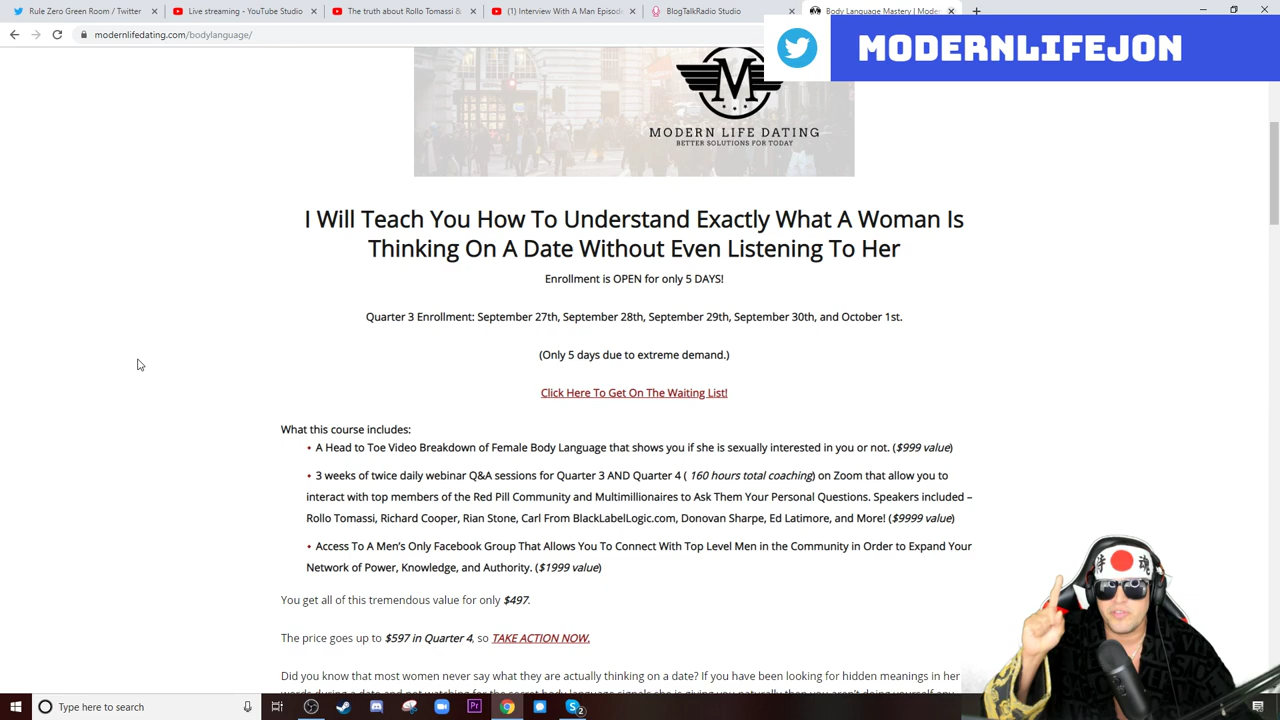 Rule Zero Green Room / Twitter
Live streaming - YouTube Studio
The truth about Rollo Tomassi &
(1) Interview With A Man Episode
BlogTalkRadio Studio
Body Language Mastery | Moder
modernlifedating.com/bodylanguage/
MODERNLIFEJON
M
MODERN LIFE DATING
BETTER SOLUTIONS FOR TODAY
I Will Teach You How To Understand Exactly What A Woman Is
Thinking On A Date Without Even Listening To Her
Enrollment is OPEN for only 5 DAYS!
Quarter 3 Enrollment: September 27th, September 28th, September 29th, September 30th, and October 1st.
(Only 5 days due to extreme demand.)
Click Here To Get On The Waiting List!
What this course includes:
• A Head to Toe Video Breakdown of Female Body Language that shows you if she is sexually interested in you or not. ($999 value)
• 3 weeks of twice daily webinar Q&A sessions for Quarter 3 AND Quarter 4 ( 160 hours total coaching) on Zoom that allow you to
interact with top members of the Red Pill Community and Multimillionaires to Ask Them Your Personal Questions. Speakers included –
Rollo Tomassi, Richard Cooper, Rian Stone, Carl From BlackLabelLogic.com, Donovan Sharpe, Ed Latimore, and More! ($9999 value)
• Access To A Men's Only Facebook Group That Allows You To Connect With Top Level Men in the Community in Order to Expand Your
Network of Power, Knowledge, and Authority. ($1999 value)
You get all of this tremendous value for only $497.
The price goes up to $597 in Quarter 4, so TAKE ACTION NOW.
Did you know that most women never say what they are actually thinking on a date? If you have been looking for hidden meanings in her
Type here to search
Pr
2